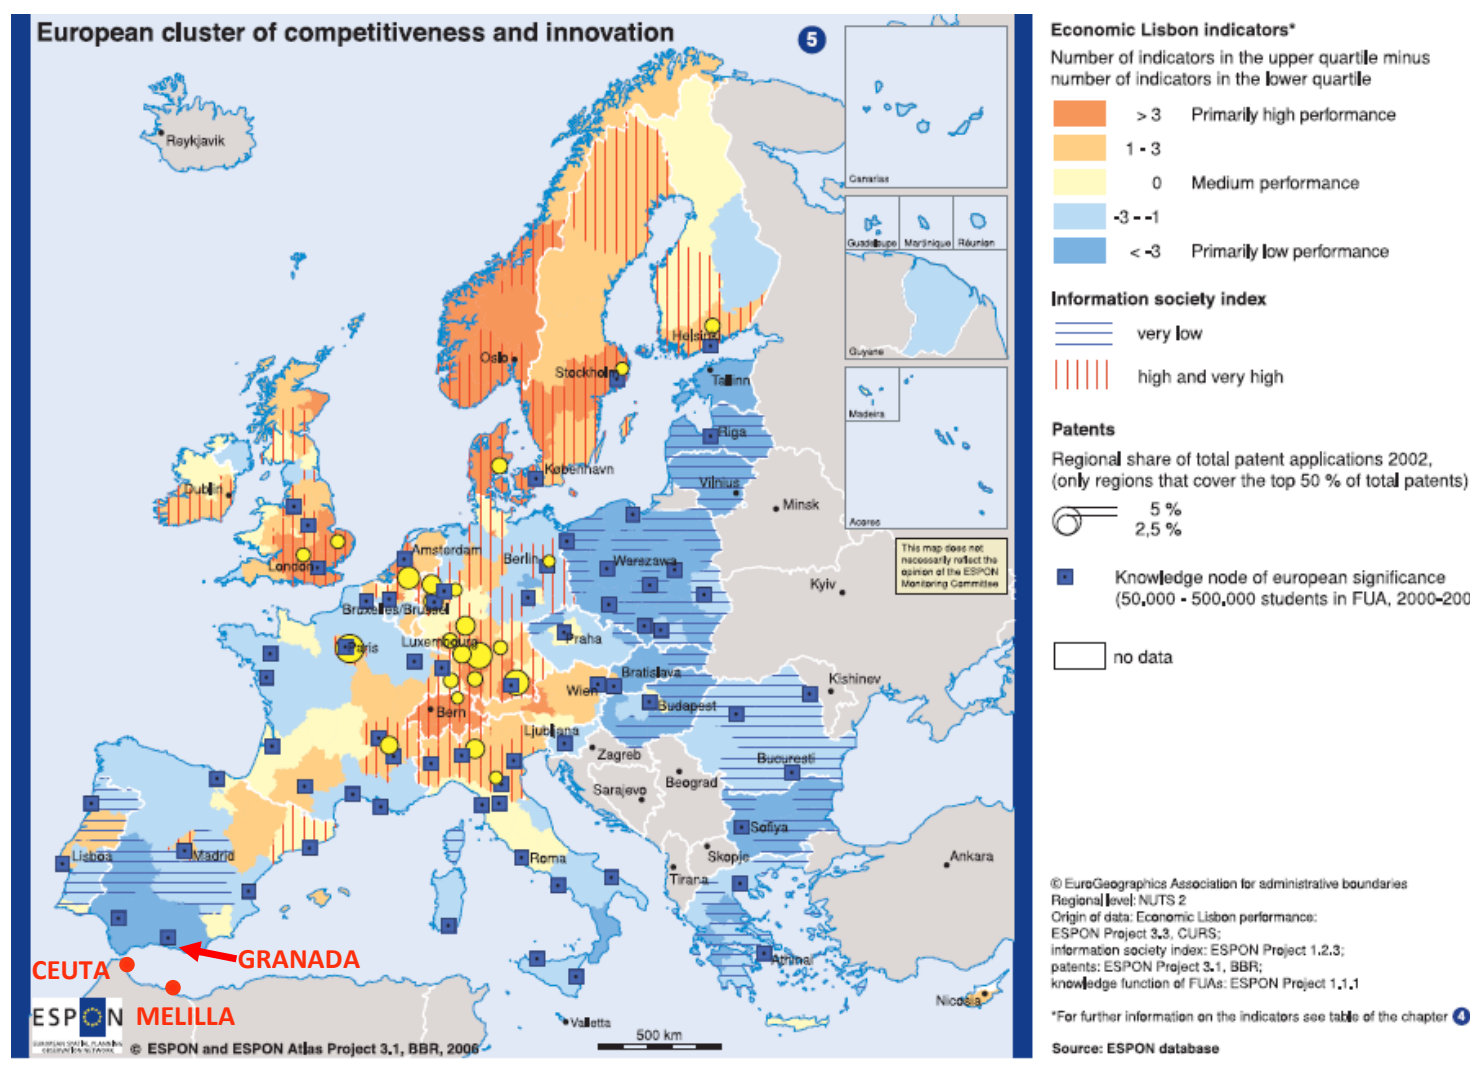 European cluster of competitiveness and innovation
5
Reykjavik
Canarias
Guadeloupe
Martinique
Réunion
Guyane
Madeira
Acores
This map does not
necessarily reflect the
opinion of the ESPON
Monitoring Committee
Oslo
Stockholm
Helsinki
Tallinn
Riga
Vilnius
Minsk
København
Dublin
London
Amsterdam
Berlin
Warszawa
Kyiv
Bruxelles/Brussel
Paris
Luxembourg
Praha
Bratislava
Wien
Budapest
Kishinev
Bern
Ljubljana
Zagreb
Bucuresti
Beograd
Sarajevo
Sofiya
Skopje
Tirana
Ankara
Lisboa
Madrid
Roma
Athinai
Nicosia
Valletta
GRANADA
CEUTA
MELILLA
ESPON
EUROPEAN SPATIAL PLANNING
OBSERVATION NETWORK
© ESPON and ESPON Atlas Project 3.1, BBR, 2006
500 km
Economic Lisbon indicators*
Number of indicators in the upper quartile minus
number of indicators in the lower quartile
> 3 Primarily high performance
1 - 3
0 Medium performance
-3 - -1
< -3 Primarily low performance
Information society index
very low
high and very high
Patents
Regional share of total patent applications 2002,
(only regions that cover the top 50 % of total patents)
5 %
2,5 %
Knowledge node of european significance
(50,000 - 500,000 students in FUA, 2000-200
no data
© EuroGeographics Association for administrative boundaries
Regional level: NUTS 2
Origin of data: Economic Lisbon performance:
ESPON Project 3.3, CURS;
information society index: ESPON Project 1.2.3;
patents: ESPON Project 3.1, BBR;
knowledge function of FUAs: ESPON Project 1.1.1
*For further information on the indicators see table of the chapter 4
Source: ESPON database